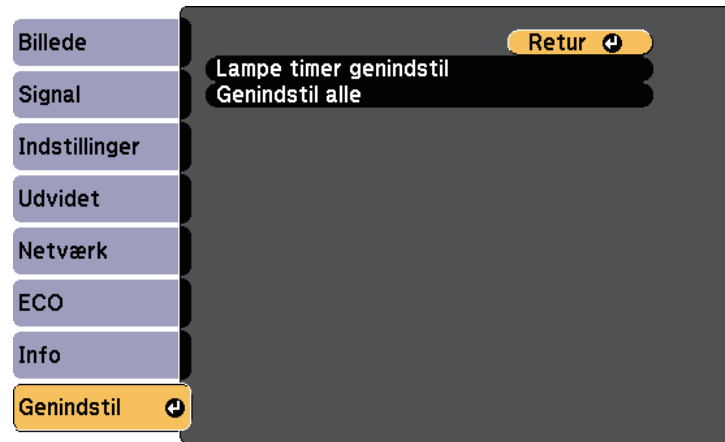 Billede
Signal
Indstillinger
Udvidet
Netværk
ECO
Info
Genindstil
Retur
Lampe timer genindstil
Genindstil alle